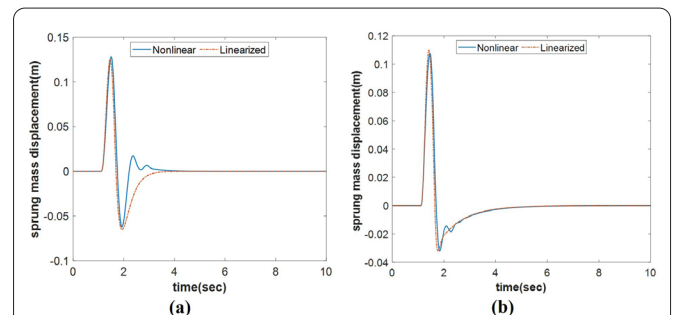 Nonlinear Linearized
sprung mass displacement(m)
0.15
0.1
0.05
0
-0.05
-0.1
0 2 4 6 8 10
time(sec)
(a)
Nonlinear Linearized
sprung mass displacement(m)
0.12
0.1
0.08
0.06
0.04
0.02
0
-0.02
-0.04
0 2 4 6 8 10
time(sec)
(b)